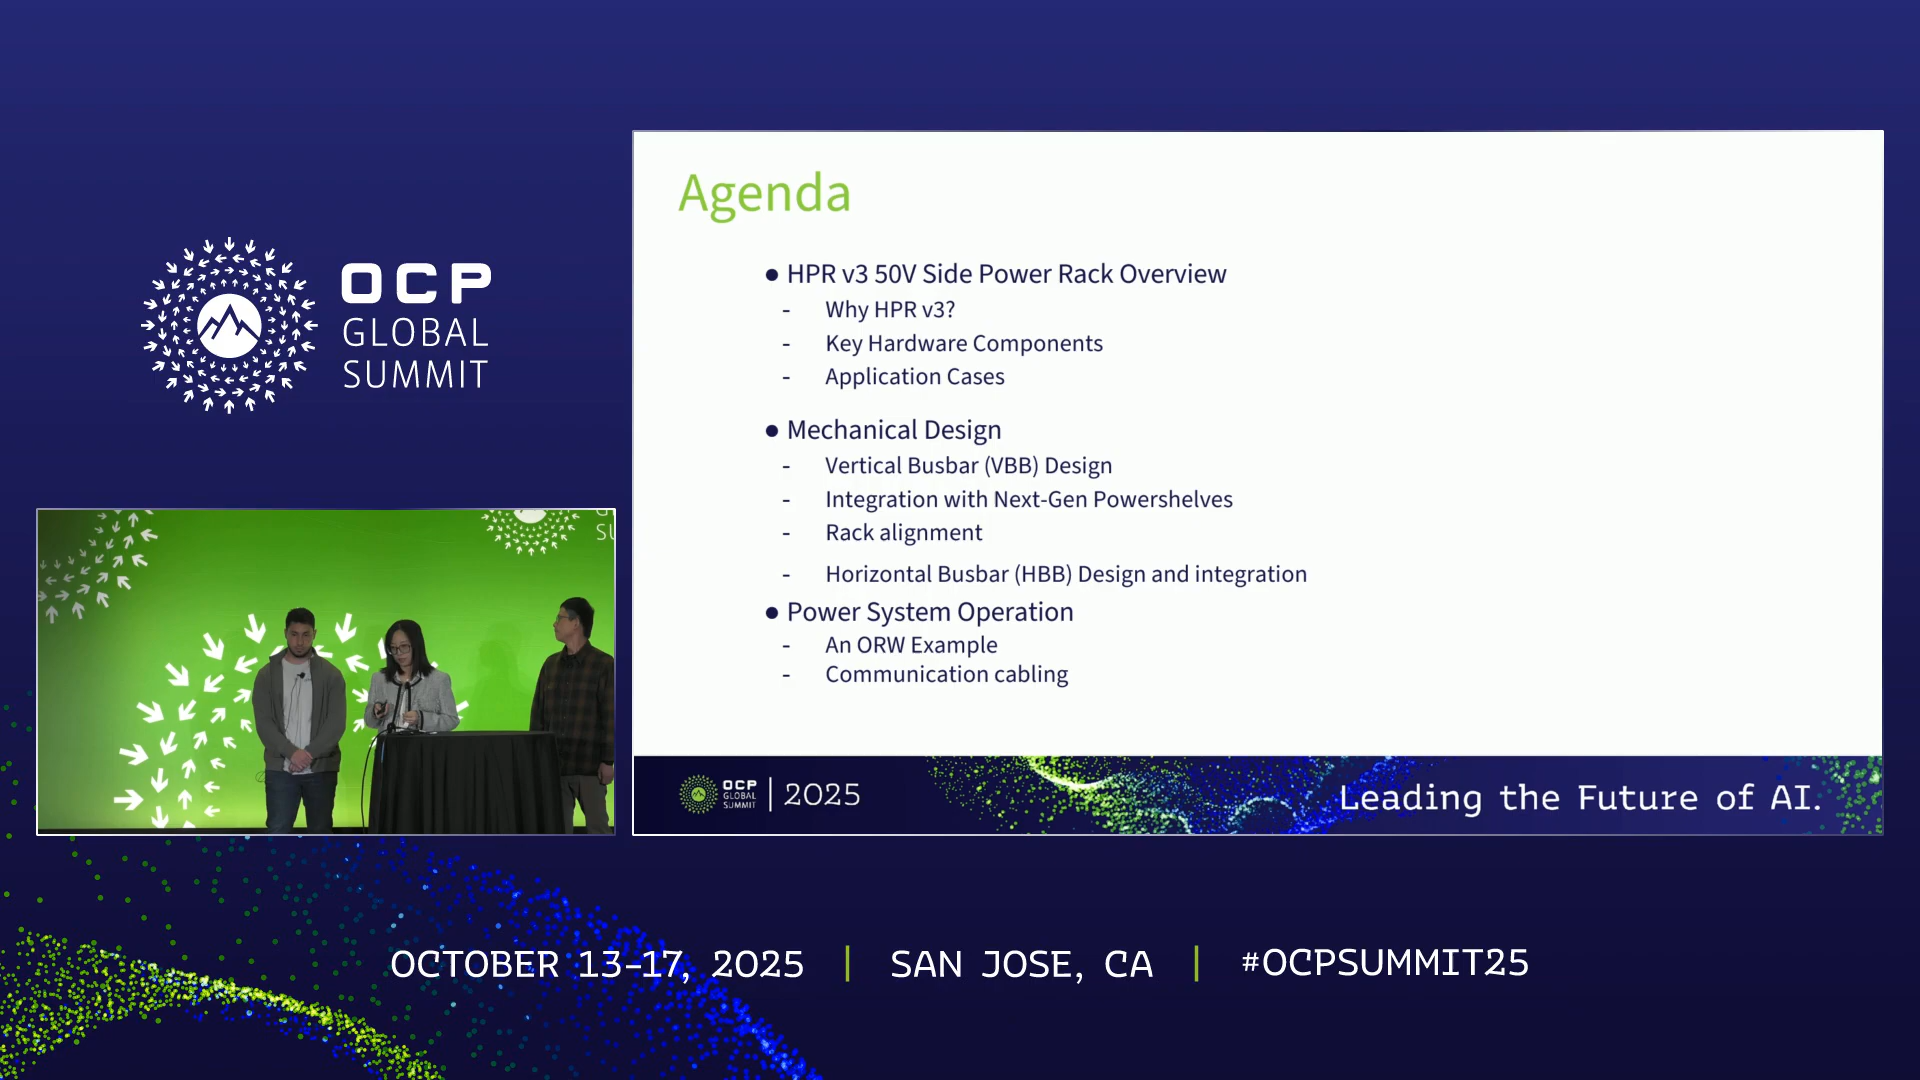 OCP
GLOBAL
SUMMIT
Agenda
● HPR v3 50V Side Power Rack Overview
- Why HPR v3?
- Key Hardware Components
- Application Cases
● Mechanical Design
- Vertical Busbar (VBB) Design
- Integration with Next-Gen Powershelves
- Rack alignment
- Horizontal Busbar (HBB) Design and integration
● Power System Operation
- An ORW Example
- Communication cabling
OCP
GLOBAL
SUMMIT
2025
Leading the Future of AI.
SU
OCTOBER 13-17, 2025 | SAN JOSE, CA | #OCPSUMMIT25